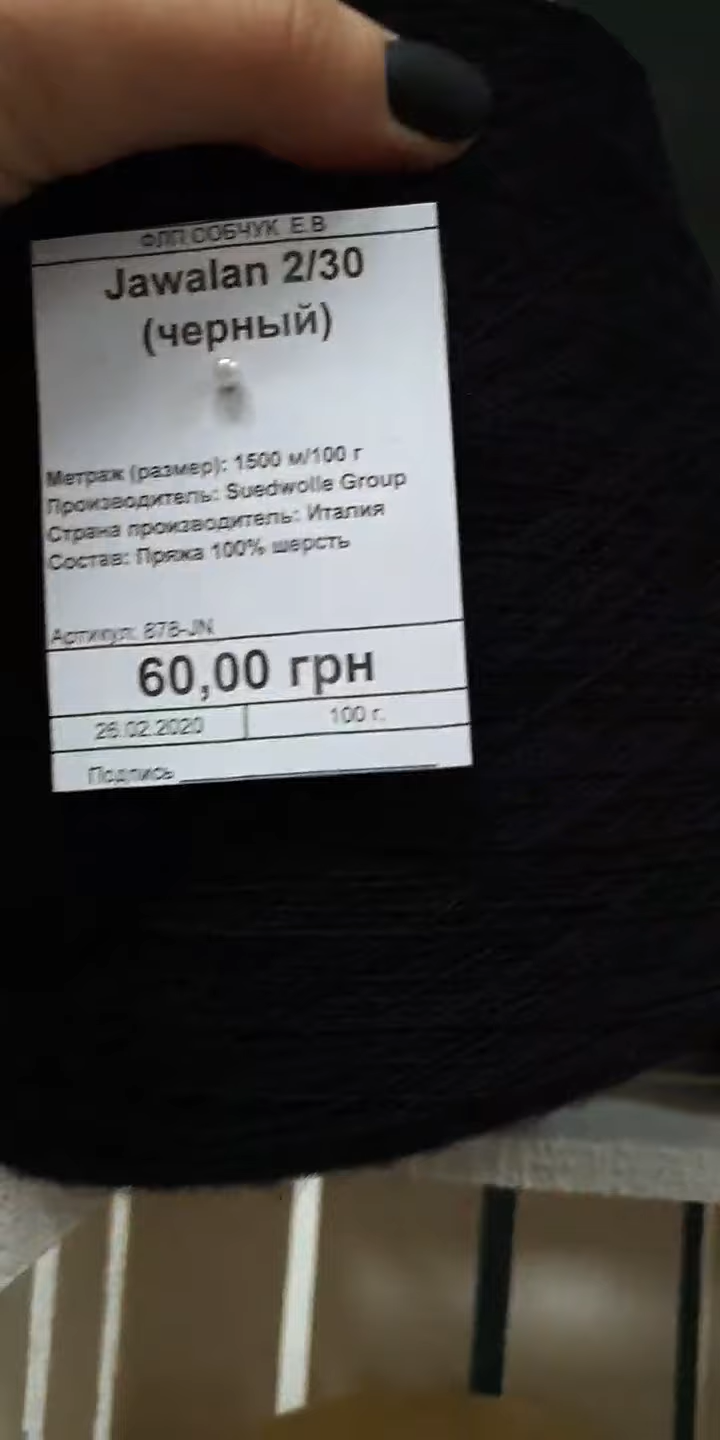 ФЛП СОБЧУК Е.В
Jawalan 2/30
(черный)
Метраж (размер): 1500 м/100 г
Производитель: Suedwolle Group
Страна производитель: Италия
Состав: Пряжа 100% шерсть
Артикул: 878-JN
60,00 грн
26.02.2020 100 г.
Подпись